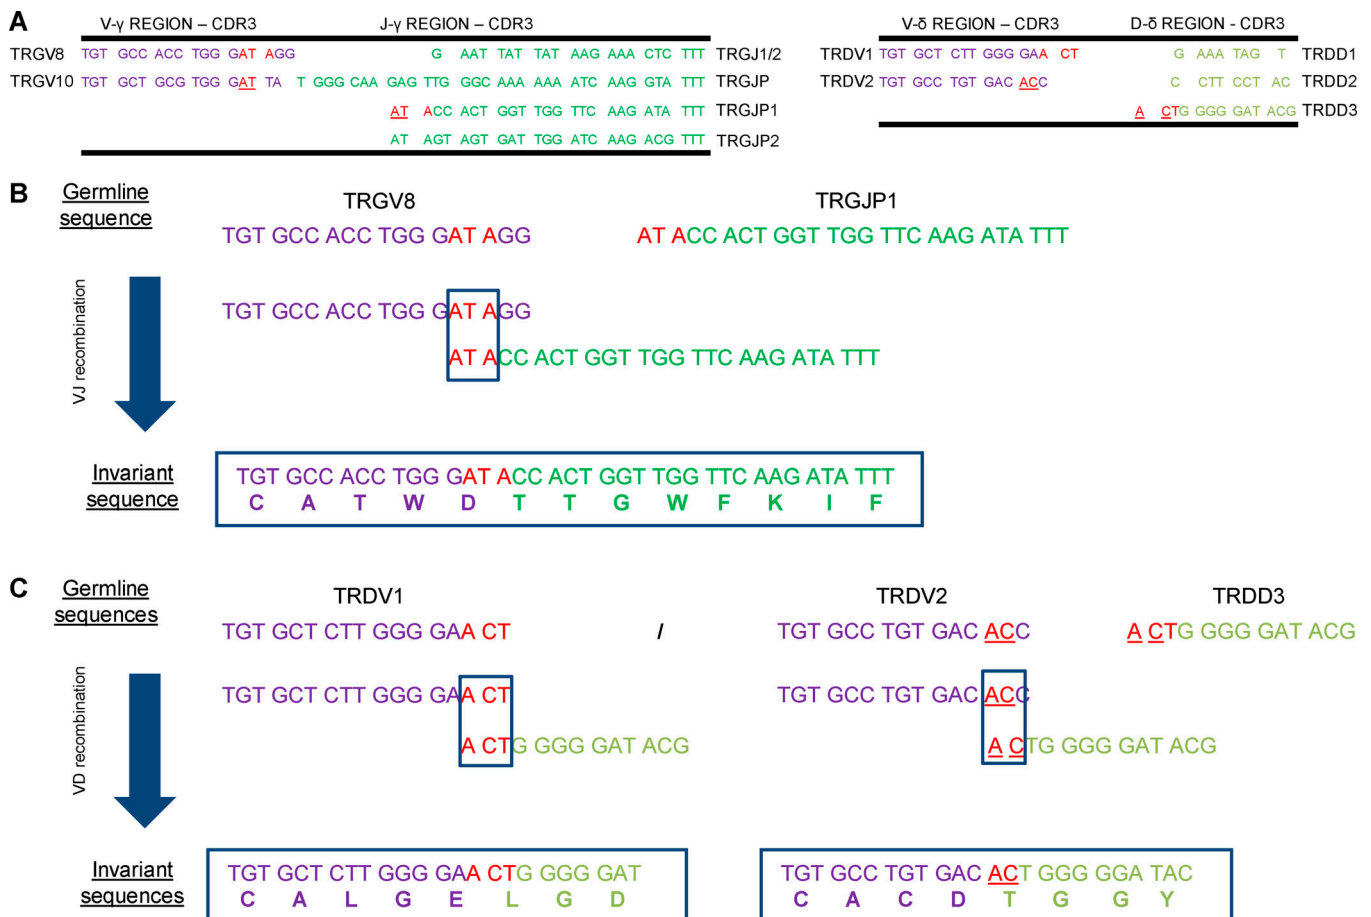 A V-γ REGION – CDR3 J-γ REGION – CDR3 V-δ REGION – CDR3 D-δ REGION - CDR3
TRGV8 TGT GCC ACC TGG GAT AGG G AAT TAT TAT AAG AAA CTC TTT TRGJ1/2 TRDV1 TGT GCT CTT GGG GAA CT G AAA TAG T TRDD1
TRGV10 TGT GCT GCG TGG GAT TA T GGG CAA GAG TTG GGC AAA AAA ATC AAG GTA TTT TRGJP TRDV2 TGT GCC TGT GAC ACC C CTT CCT AC TRDD2
AT ACC ACT GGT TGG TTC AAG ATA TTT TRGJP1 A CTG GGG GAT ACG TRDD3
AT AGT AGT GAT TGG ATC AAG ACG TTT TRGJP2
B Germline sequence TRGV8 TRGJP1
TGT GCC ACC TGG GAT AGG AT ACC ACT GGT TGG TTC AAG ATA TTT
VJ recombination
TGT GCC ACC TGG GAT AGG
AT ACC ACT GGT TGG TTC AAG ATA TTT
Invariant sequence
TGT GCC ACC TGG GAT ACC ACT GGT TGG TTC AAG ATA TTT
C A T W D T T G W F K I F
C Germline sequences TRDV1 TRDV2 TRDD3
TGT GCT CTT GGG GAA CT / TGT GCC TGT GAC ACC A CTG GGG GAT ACG
VD recombination
TGT GCT CTT GGG GAA CT TGT GCC TGT GAC ACC
A CTG GGG GAT ACG A CTG GGG GAT ACG
Invariant sequences
TGT GCT CTT GGG GAA CTG GGG GAT TGT GCC TGT GAC ACT GGG GGA TAC
C A L G E L G D C A C D T G G Y